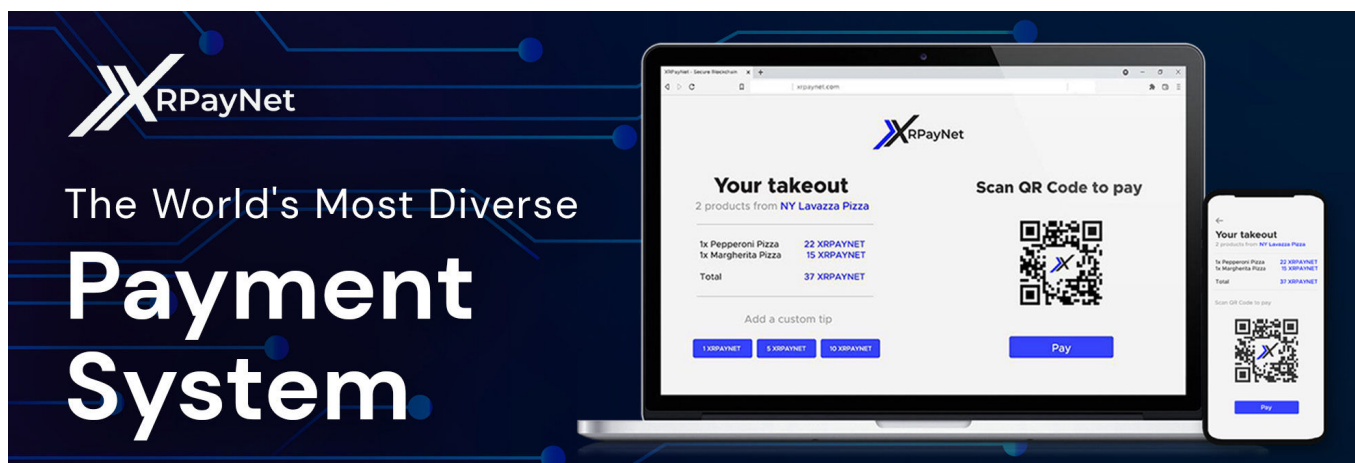 XRPayNet
The World's Most Diverse
Payment
System
XRPayNet - Secure Blockchain
xrpaynet.com
XRPayNet
Your takeout
2 products from NY Lavazza Pizza
1x Pepperoni Pizza 22 XRPAYNET
1x Margherita Pizza 15 XRPAYNET
Total 37 XRPAYNET
Add a custom tip
1 XRPAYNET 5 XRPAYNET 10 XRPAYNET
Scan QR Code to pay
Pay
Your takeout
2 products from NY Lavazza Pizza
1x Pepperoni Pizza 22 XRPAYNET
1x Margherita Pizza 15 XRPAYNET
Total 37 XRPAYNET
Scan QR Code to pay
Pay